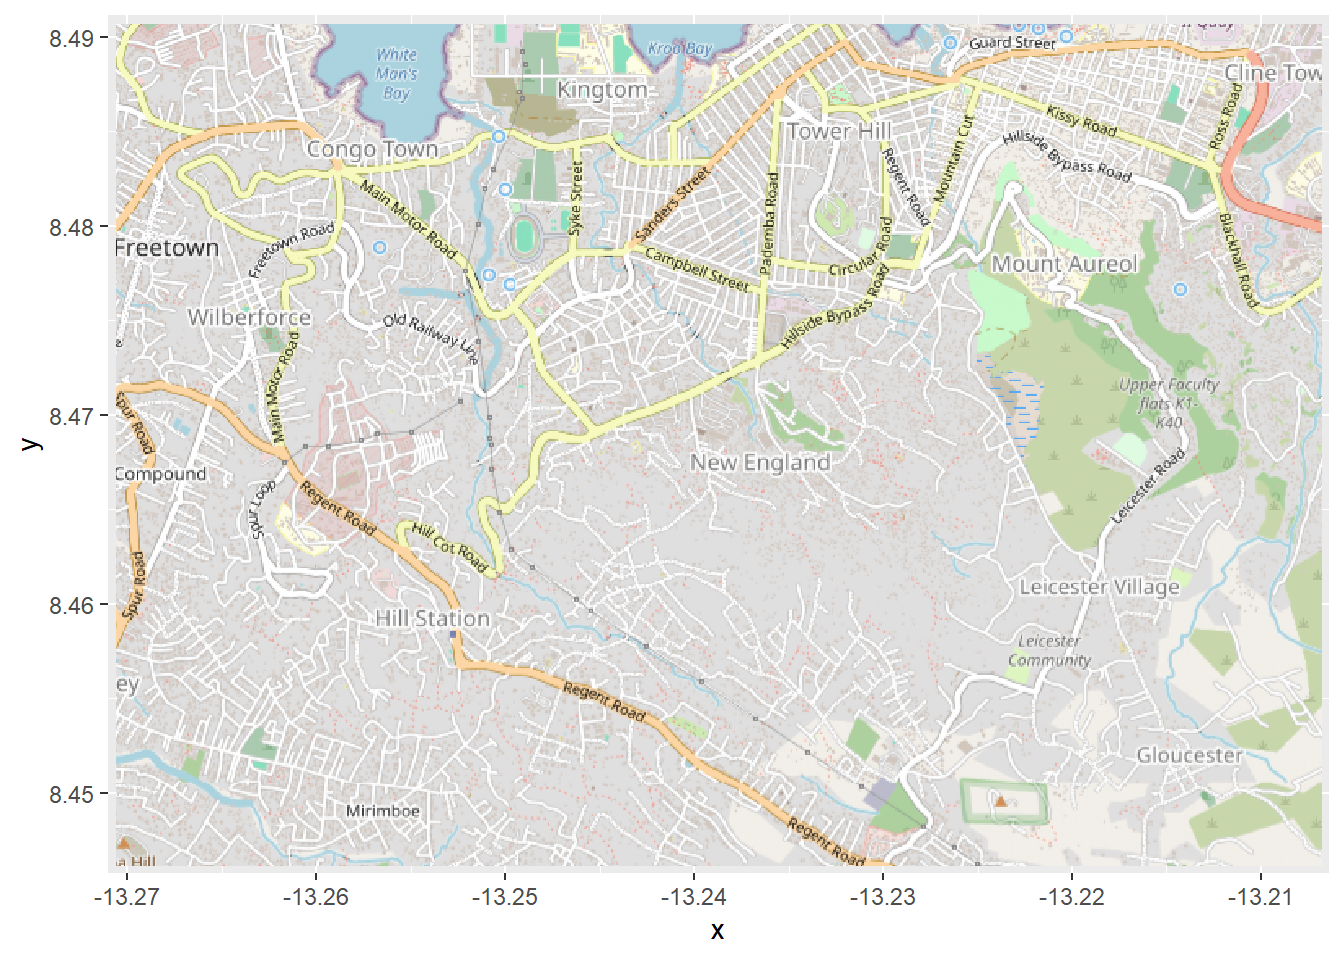 8.49
8.48
8.47
8.46
8.45
y
Guard Street
White
Man's
Bay
Kroo Bay
Kingtom
Cline Tow
Congo Town
Tower Hill
Kissy Road
Ross Road
Hillside Bypass Road
Mountain Cut
Regent Road
Main Motor Road
Syke Street
Sanders Street
Pademba Road
Freetown
Freetown Road
Campbell Street
Circular Road
Mount Aureol
Blackhall Road
Wilberforce
Old Railway Line
Hillside Bypass Road
Main Motor Road
Upper Faculty
flats K1-
K40
Spur Road
Compound
New England
Spur Loop
Regent Road
Leicester Road
Hill Cot Road
Spur Road
Leicester Village
Hill Station
Leicester
Community
ey
Regent Road
Gloucester
Mirimboe
Regent Road
a Hill
-13.27
-13.26
-13.25
-13.24
-13.23
-13.22
-13.21
x